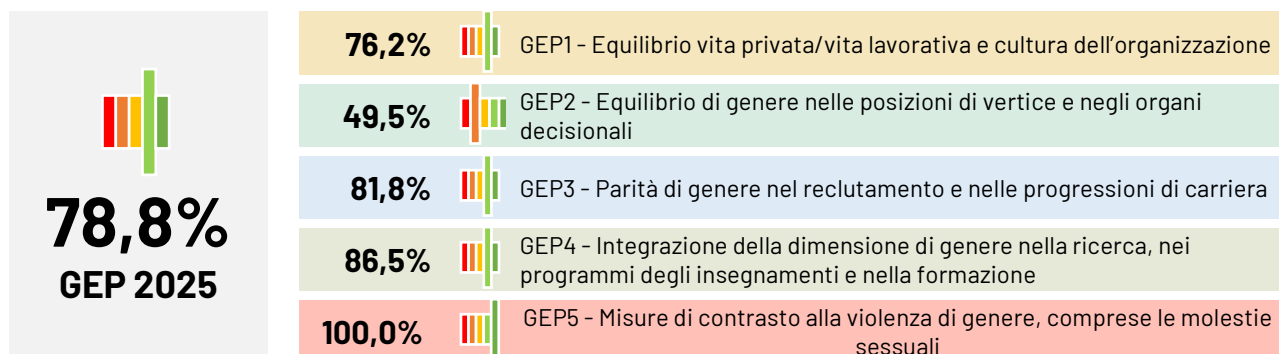 78,8%
GEP 2025
76,2%
GEP1 - Equilibrio vita privata/vita lavorativa e cultura dell'organizzazione
49,5%
GEP2 - Equilibrio di genere nelle posizioni di vertice e negli organi
decisionali
81,8%
GEP3 - Parità di genere nel reclutamento e nelle progressioni di carriera
86,5%
GEP4 - Integrazione della dimensione di genere nella ricerca, nei
programmi degli insegnamenti e nella formazione
100,0%
GEP5 - Misure di contrasto alla violenza di genere, comprese le molestie
sessuali